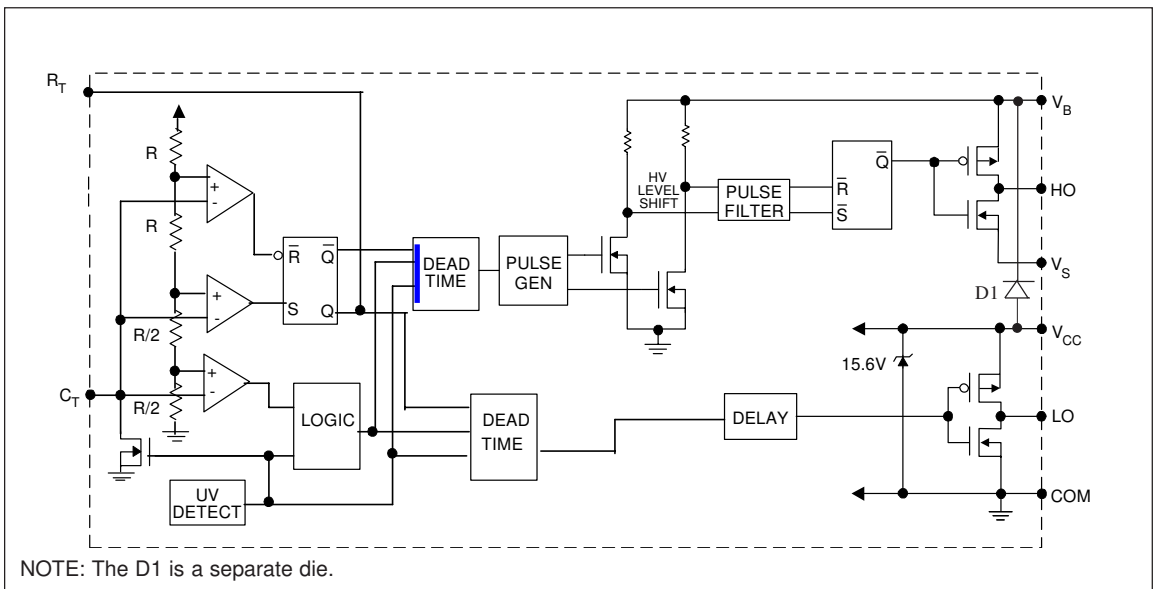 R_T
V_B
R
+
-
HV
LEVEL
SHIFT
PULSE
FILTER
R̅
S̅
Q̅
HO
R
R̅
Q̅
S
Q
DEAD
TIME
PULSE
GEN
V_S
D1
+
-
R/2
V_CC
15.6V
+
-
R/2
C_T
LOGIC
DEAD
TIME
DELAY
LO
UV
DETECT
COM
NOTE: The D1 is a separate die.